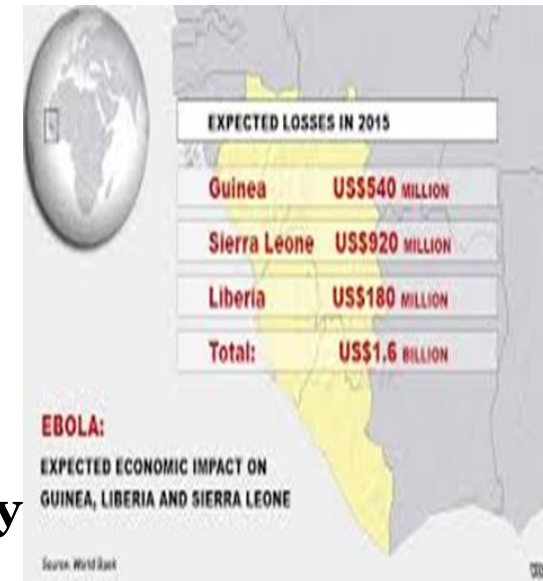 EXPECTED LOSSES IN 2015
Guinea US$540 MILLION
Sierra Leone US$920 MILLION
Liberia US$180 MILLION
Total: US$1.6 BILLION
EBOLA:
EXPECTED ECONOMIC IMPACT ON
GUINEA, LIBERIA AND SIERRA LEONE
y
Source: World Bank